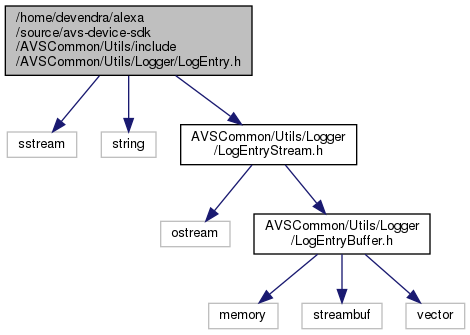 /home/devendra/alexa
/source/avs-device-sdk
/AVSCommon/Utils/include
/AVSCommon/Utils/Logger/LogEntry.h
sstream
string
AVSCommon/Utils/Logger
/LogEntryStream.h
ostream
AVSCommon/Utils/Logger
/LogEntryBuffer.h
memory
streambuf
vector